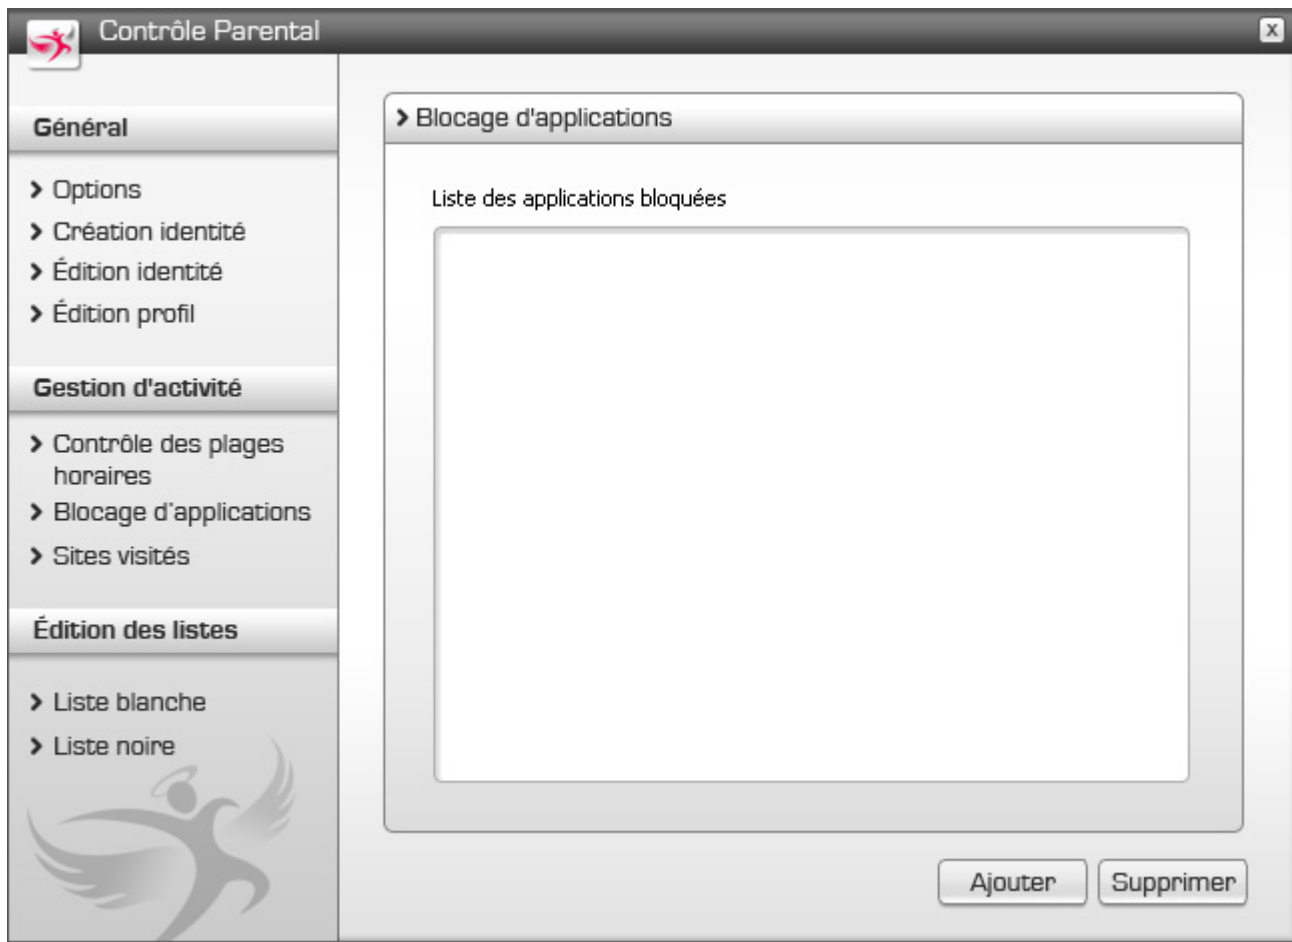 Contrôle Parental
x
Général
> Options
> Création identité
> Édition identité
> Édition profil
Gestion d'activité
> Contrôle des plages
horaires
> Blocage d'applications
> Sites visités
Édition des listes
> Liste blanche
> Liste noire
> Blocage d'applications
Liste des applications bloquées
Ajouter
Supprimer